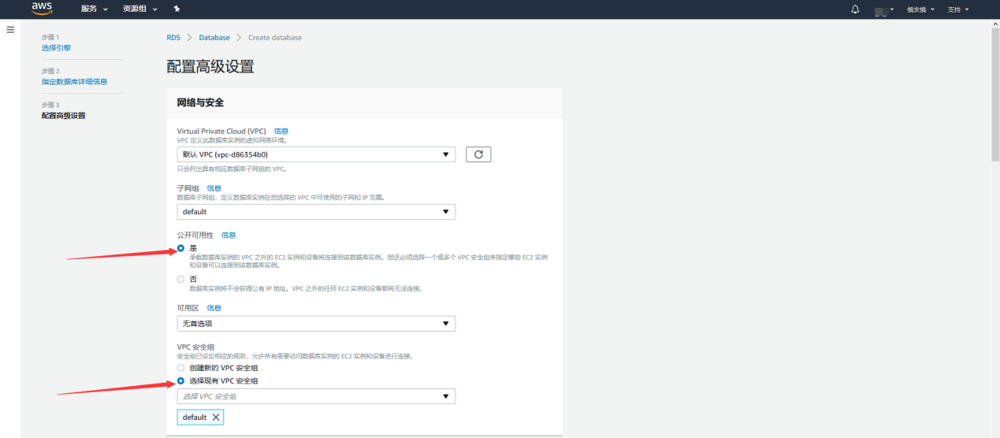 aws 服务 资源组 俄亥俄 支持
步骤 1
选择引擎
步骤 2
指定数据库详细信息
步骤 3
配置高级设置
RDS > Database > Create database
配置高级设置
网络与安全
Virtual Private Cloud (VPC) 信息
VPC 定义此数据库实例的虚拟网络环境。
默认 VPC (vpc-d86354b0)
只会列出具有相应数据库子网组的 VPC。
子网组 信息
数据库子网组，定义数据库实例在您选择的 VPC 中可使用的子网和 IP 范围。
default
公开可用性 信息
是
承载数据库实例的 VPC 之外的 EC2 实例和设备将连接到该数据库实例。您还必须选择一个或多个 VPC 安全组来指定哪些 EC2 实例
和设备可以连接到该数据库实例。
否
数据库实例将不会获得公有 IP 地址。VPC 之外的任何 EC2 实例和设备都将无法连接。
可用区 信息
无首选项
VPC 安全组
安全组已设定相应的规则，允许所有需要访问数据库实例的 EC2 实例和设备进行连接。
创建新的 VPC 安全组
选择现有 VPC 安全组
选择 VPC 安全组
default